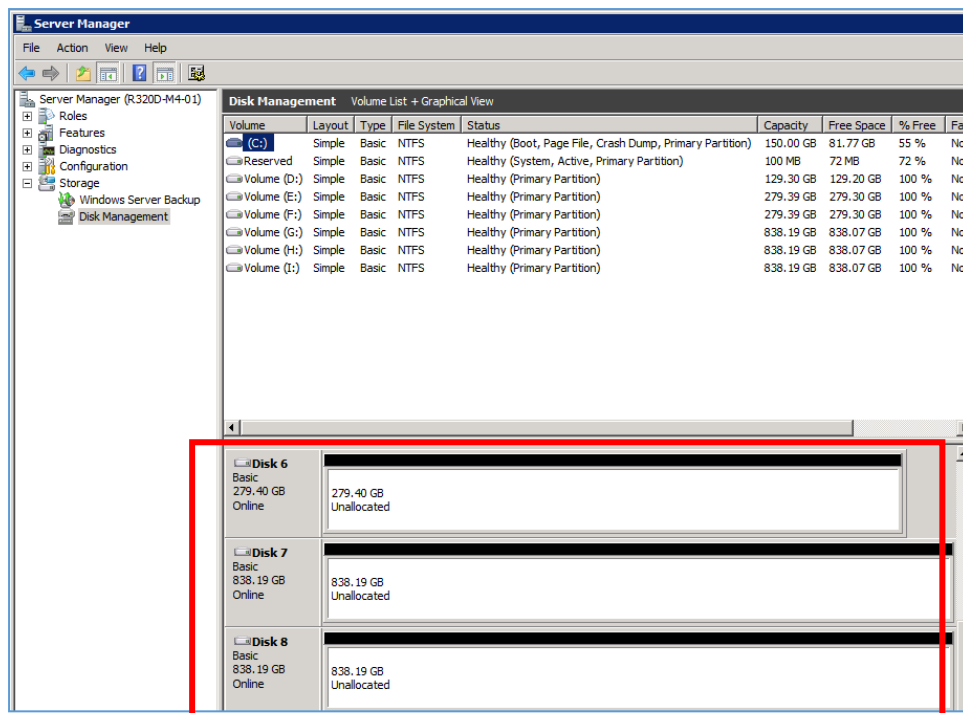 Server Manager
File Action View Help
Server Manager (R320D-M4-01)
Roles
Features
Diagnostics
Configuration
Storage
Windows Server Backup
Disk Management
Disk Management Volume List + Graphical View
Volume Layout Type File System Status Capacity Free Space % Free Fa
(C:) Simple Basic NTFS Healthy (Boot, Page File, Crash Dump, Primary Partition) 150.00 GB 81.77 GB 55 % No
Reserved Simple Basic NTFS Healthy (System, Active, Primary Partition) 100 MB 72 MB 72 % No
Volume (D:) Simple Basic NTFS Healthy (Primary Partition) 129.30 GB 129.20 GB 100 % No
Volume (E:) Simple Basic NTFS Healthy (Primary Partition) 279.39 GB 279.30 GB 100 % No
Volume (F:) Simple Basic NTFS Healthy (Primary Partition) 279.39 GB 279.30 GB 100 % No
Volume (G:) Simple Basic NTFS Healthy (Primary Partition) 838.19 GB 838.07 GB 100 % No
Volume (H:) Simple Basic NTFS Healthy (Primary Partition) 838.19 GB 838.07 GB 100 % No
Volume (I:) Simple Basic NTFS Healthy (Primary Partition) 838.19 GB 838.07 GB 100 % No
Disk 6
Basic
279.40 GB
Online
279.40 GB
Unallocated
Disk 7
Basic
838.19 GB
Online
838.19 GB
Unallocated
Disk 8
Basic
838.19 GB
Online
838.19 GB
Unallocated